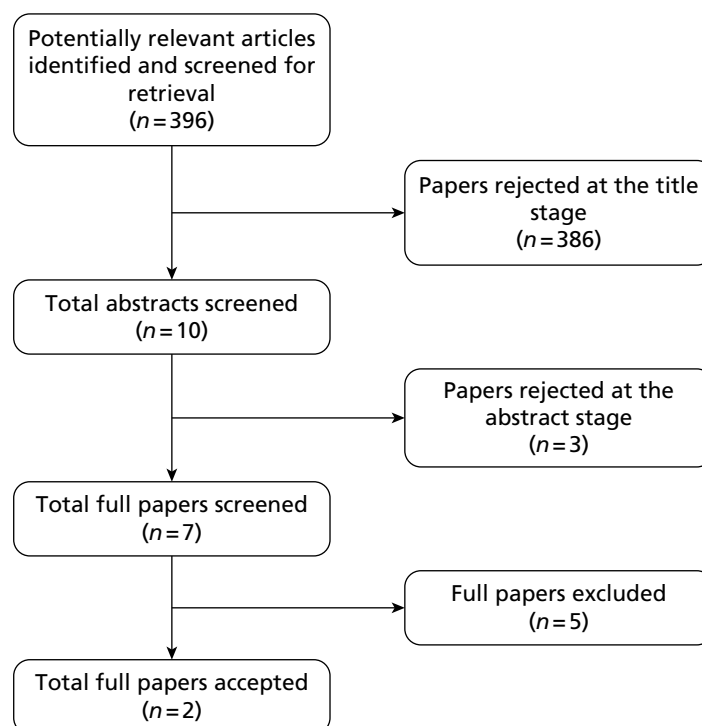 Potentially relevant articles
identified and screened for
retrieval
(n=396)
Papers rejected at the title
stage
(n=386)
Total abstracts screened
(n=10)
Papers rejected at the
abstract stage
(n=3)
Total full papers screened
(n=7)
Full papers excluded
(n=5)
Total full papers accepted
(n=2)